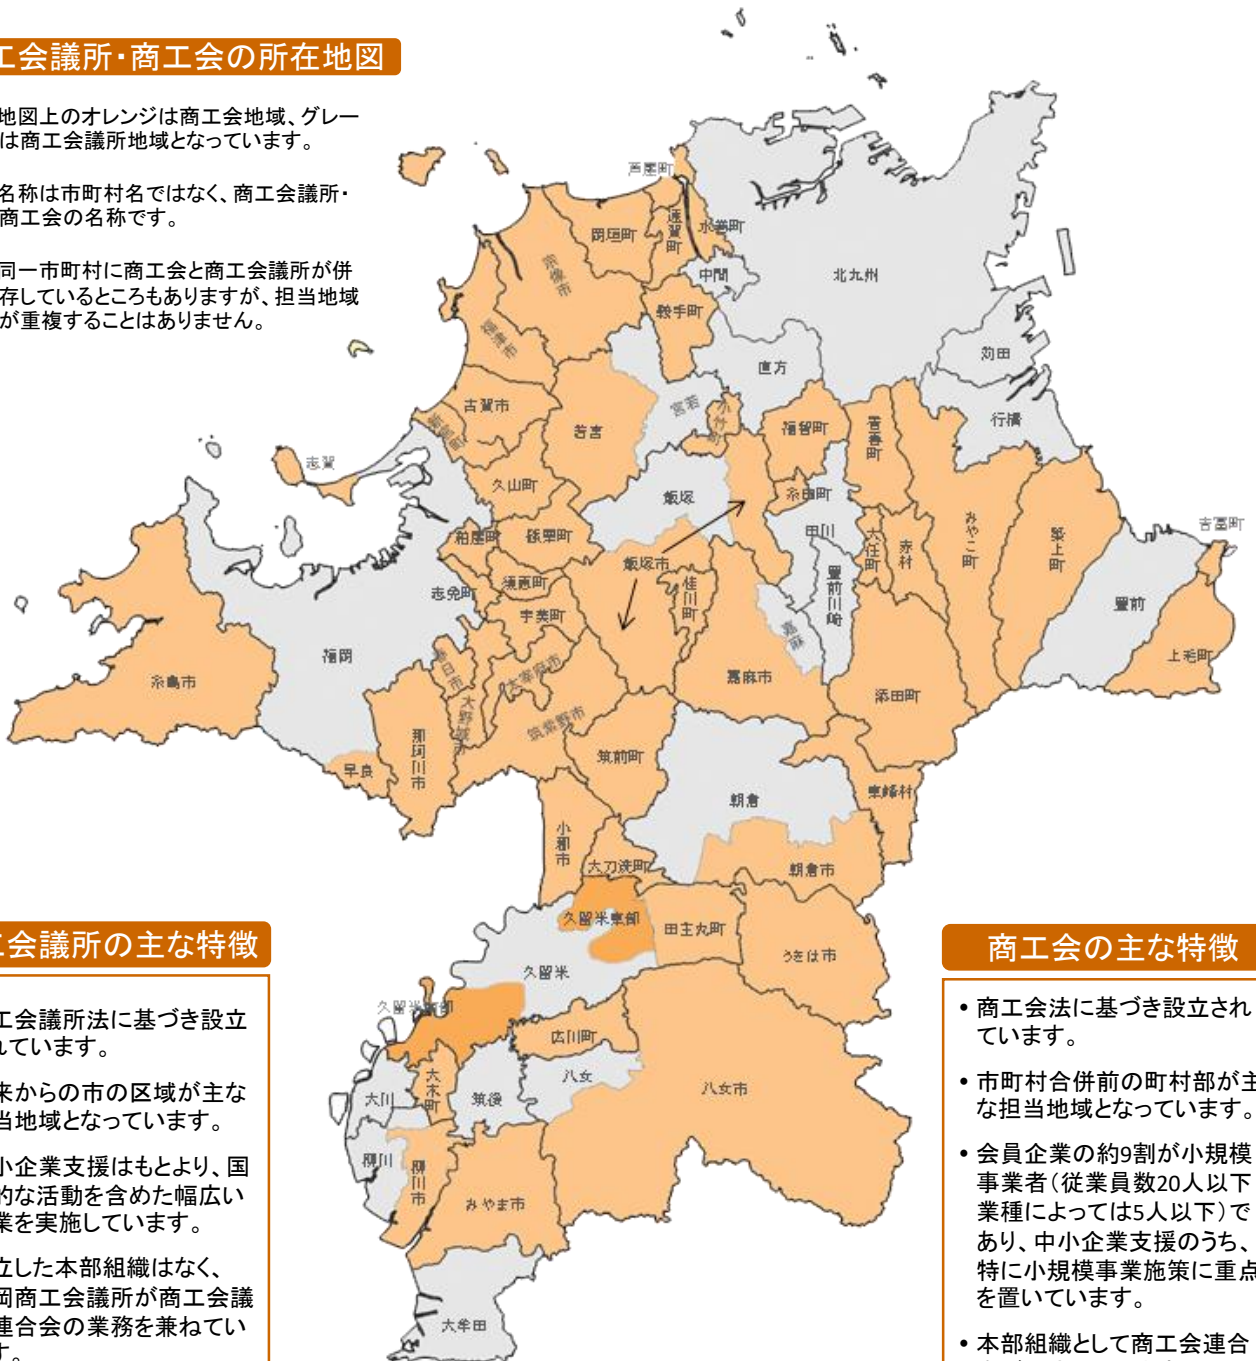 工会議所・商工会の所在地図
地図上のオレンジは商工会地域、グレー
は商工会議所地域となっています。
名称は市町村名ではなく、商工会議所・
商工会の名称です。
同一市町村に商工会と商工会議所が併
存しているところもありますが、担当地域
が重複することはありません。
芦屋町
岡垣町
遠賀町
水巻町
宗像市
中間
北九州
鞍手町
福津市
苅田
直方
古賀市
新宮町
若宮
宮若
小竹町
福智町
香春町
行橋
志賀
久山町
飯塚
糸田町
田川
大任町
赤村
みやこ町
築上町
吉富町
粕屋町
篠栗町
飯塚市
桂川町
志免町
須恵町
宇美町
豊前川崎
豊前
嘉麻
上毛町
糸島市
福岡
春日市
大野城市
太宰府市
筑紫野市
嘉麻市
添田町
那珂川市
早良
筑前町
朝倉
東峰村
小郡市
大刀洗町
朝倉市
久留米東部
田主丸町
うきは市
久留米
久留米南部
広川町
八女
八女市
大川
大木町
筑後
柳川
柳川市
みやま市
大牟田
工会議所の主な特徴
工会議所法に基づき設立
れています。
来からの市の区域が主な
当地域となっています。
小企業支援はもとより、国
的な活動を含めた幅広い
業を実施しています。
立した本部組織はなく、
岡商工会議所が商工会議
連合会の業務を兼ねてい
す。
商工会の主な特徴
• 商工会法に基づき設立され
ています。
• 市町村合併前の町村部が主
な担当地域となっています。
• 会員企業の約9割が小規模
事業者（従業員数20人以下
業種によっては5人以下）で
あり、中小企業支援のうち、
特に小規模事業施策に重点
を置いています。
• 本部組織として商工会連合